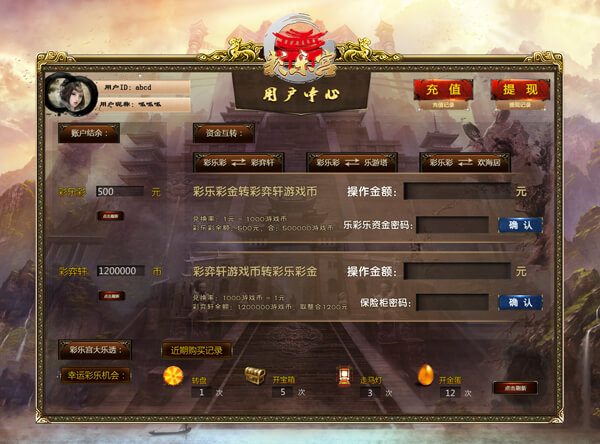 彩乐宫
用户中心
用户ID: abcd
用户昵称: 呱呱呱
充值
提现
充值记录
提现记录
账户结余:
资金互转:
彩乐彩 ⇌ 彩弈轩
彩乐彩 ⇌ 乐游塔
彩乐彩 ⇌ 欢淘居
彩乐彩 500 元
点击刷新
彩乐彩金转彩弈轩游戏币
操作金额: 元
兑换率: 1元 = 1000游戏币
彩乐彩余额: 500元, 合: 500000游戏币
乐彩乐资金密码: 确认
彩弈轩 1200000 币
点击刷新
彩弈轩游戏币转彩乐彩金
操作金额: 元
兑换率: 1000游戏币 = 1元
彩弈轩余额: 1200000游戏币, 取整合1200元
保险柜密码: 确认
彩乐宫大乐透:
近期购买记录
幸运彩乐机会:
转盘
1 次
开宝箱
5 次
走马灯
3 次
开金蛋
12 次
点击刷新